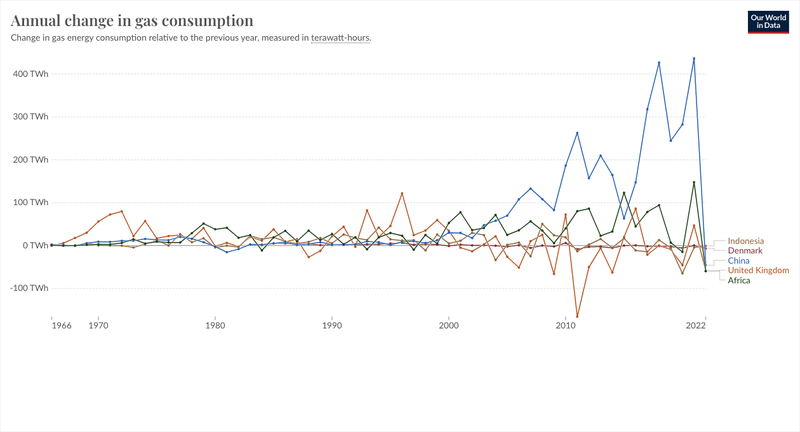 Annual change in gas consumption
Change in gas energy consumption relative to the previous year, measured in terawatt-hours.
Our World
in Data
400 TWh
300 TWh
200 TWh
100 TWh
0 TWh
-100 TWh
Indonesia
Denmark
China
United Kingdom
Africa
1966
1970
1980
1990
2000
2010
2022